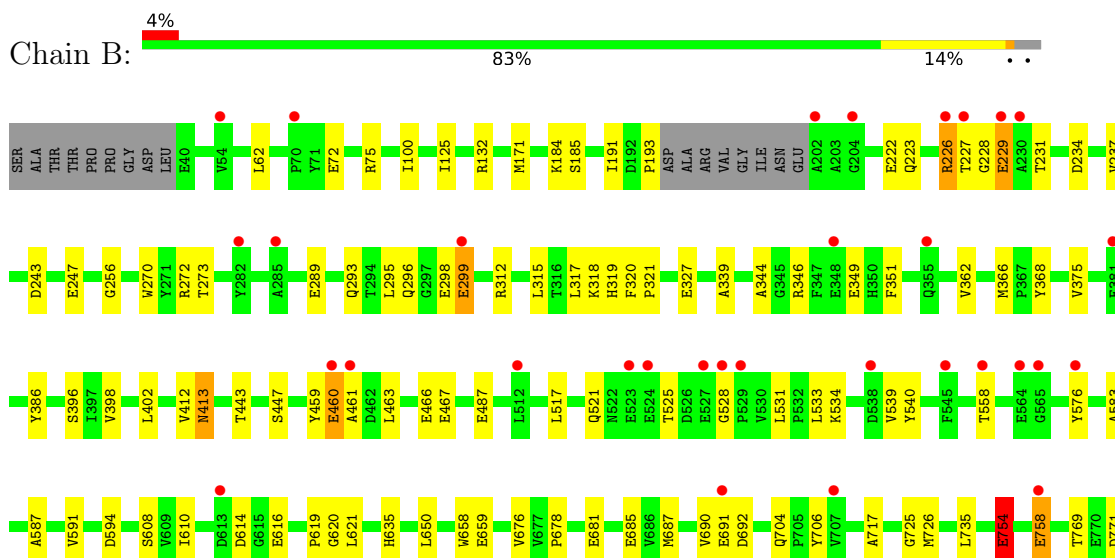 4%
Chain B:
83% 14% • •
SER ALA THR THR PRO PRO GLY ASP LEU E40 V54 L62 P70 Y71 E72 R75 I100 I125 R132 M171 K184 S185 I191 D192 P193 ASP ALA ARG VAL GLY ILE ASN GLU A202 A203 G204 E222 Q223 R226 T227 G228 E229 A230 T231 D234 V237
D243 E247 G256 W270 Y271 R272 T273 Y282 A285 E289 Q293 T294 L295 Q296 G297 E298 E299 R312 L315 T316 L317 K318 H319 F320 P321 E327 A339 A344 G345 R346 F347 E348 E349 H350 F351 Q355 V362 M366 P367 Y368 V375 E381
Y386 S396 I397 V398 L402 V412 N413 T443 S447 Y459 E460 A461 D462 L463 E466 E467 E487 L512 L517 Q521 N522 E523 E524 T525 D526 E527 G528 P529 V530 L531 P532 L533 K534 D538 V539 Y540 F545 T558 E564 G565 Y576 A583
A587 V591 D594 S608 V609 I610 D613 D614 G615 E616 P619 G620 L621 H635 L650 W658 E659 V676 V677 P678 E681 E685 V686 M687 V690 E691 D692 Q704 P705 Y706 V707 A717 G725 M726 L735 E754 E758 T769 E770